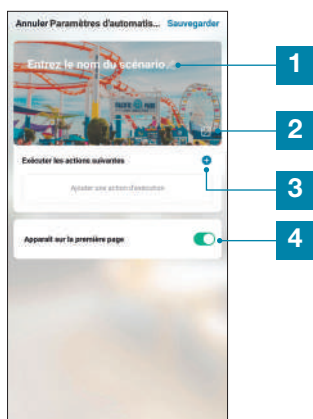 Annuler Paramètres d'automatis... Sauvegarder
Entrez le nom du scénario
1
PACIFIC PARK
2
Exécuter les actions suivantes
3
Ajouter une action d'exécution
Apparaît sur la première page
4